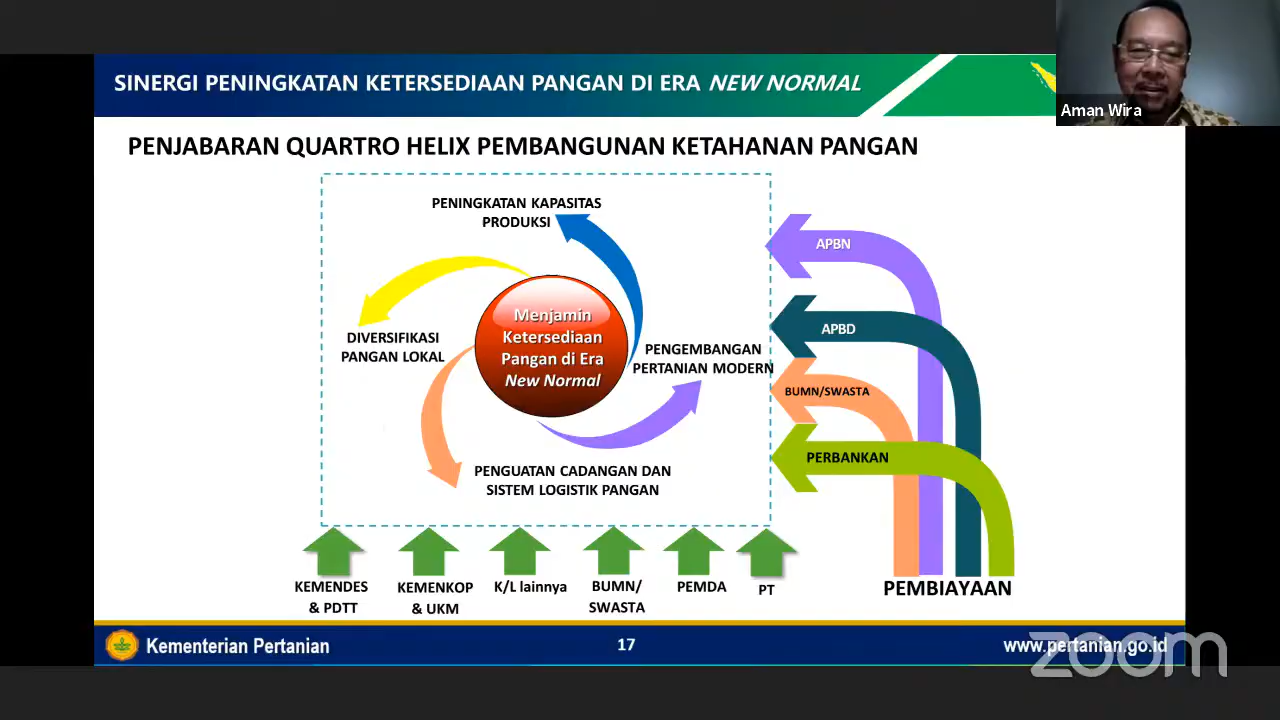 SINERGI PENINGKATAN KETERSEDIAAN PANGAN DI ERA NEW NORMAL
Aman Wira
PENJABARAN QUARTRO HELIX PEMBANGUNAN KETAHANAN PANGAN
PENINGKATAN KAPASITAS
PRODUKSI
DIVERSIFIKASI
PANGAN LOKAL
Menjamin
Ketersediaan
Pangan di Era
New Normal
PENGEMBANGAN
PERTANIAN MODERN
PENGUATAN CADANGAN DAN
SISTEM LOGISTIK PANGAN
APBN
APBD
BUMN/SWASTA
PERBANKAN
KEMENDES
& PDTT
KEMENKOP
& UKM
K/L lainnya
BUMN/
SWASTA
PEMDA
PT
PEMBIAYAAN
Kementerian Pertanian
17
www.pertanian.go.id
zoom